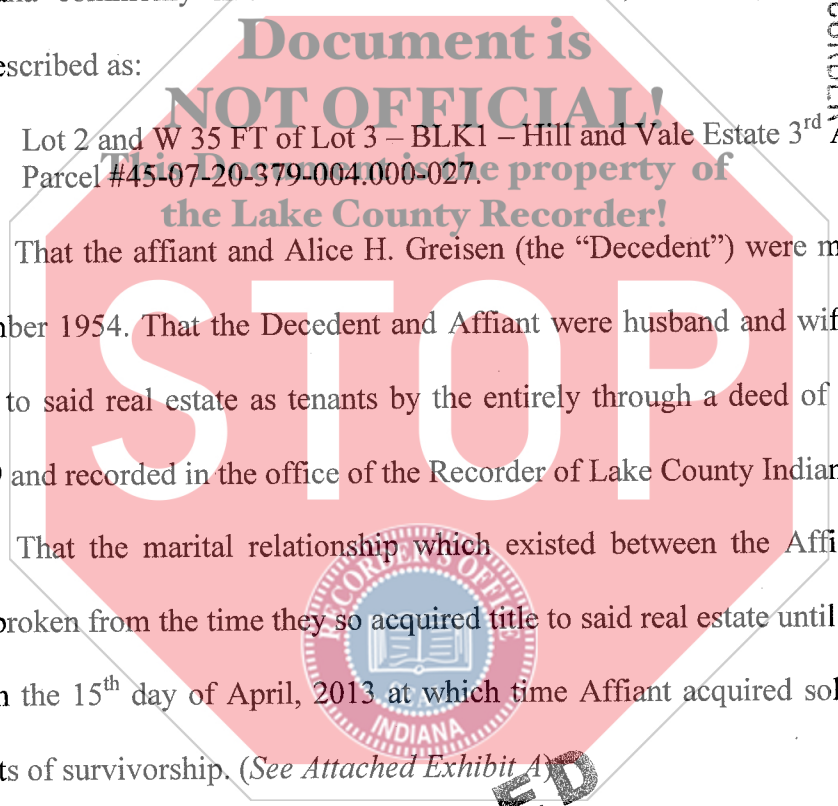 Document is
escribed as:
NOT OFFICIAL!
Lot 2 and W 35 FT of Lot 3 – BLK1 – Hill and Vale Estate 3rd A
This Document is the property of
Parcel #45-07-20-379-004.000-027.
the Lake County Recorder!
That the affiant and Alice H. Greisen (the “Decedent”) were m
nber 1954. That the Decedent and Affiant were husband and wif
STOP
to said real estate as tenants by the entirely through a deed of
and recorded in the office of the Recorder of Lake County Indian
That the marital relationship which existed between the Affi
RECORDER'S OFFICE
broken from the time they so acquired title to said real estate until
n the 15th day of April, 2013 at which time Affiant acquired sol
INDIANA
ts of survivorship. (See Attached Exhibit A)
ED